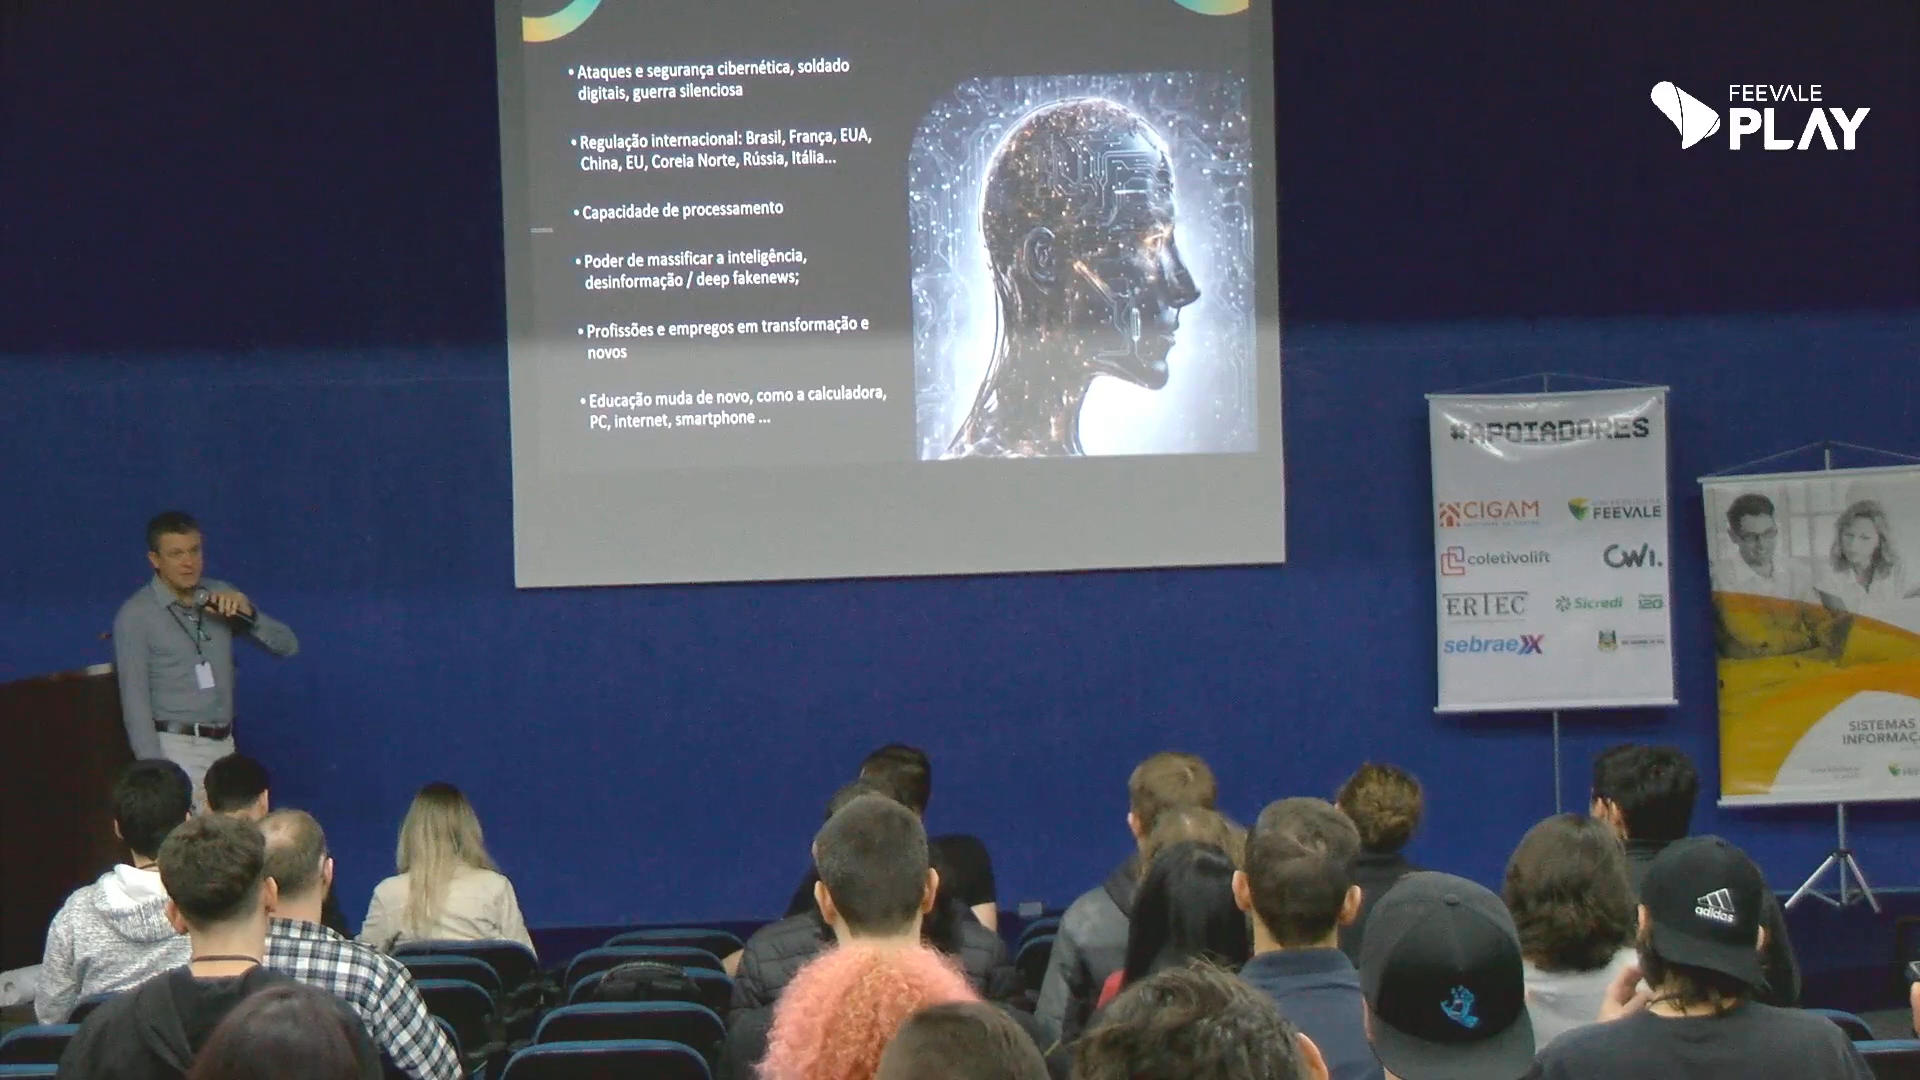 • Ataques e segurança cibernética, soldado
digitais, guerra silenciosa
• Regulação internacional: Brasil, França, EUA,
China, EU, Coreia Norte, Rússia, Itália...
• Capacidade de processamento
• Poder de massificar a inteligência,
desinformação / deep fakenews;
• Profissões e empregos em transformação e
novos
• Educação muda de novo, como a calculadora,
PC, internet, smartphone ...
FEEVALE
PLAY
#APOIADORES
CIGAM
FEEVALE
coletivolift
CWI.
ERTEC
Sicredi
sebraeX
SISTEMAS
INFORMAÇ
adidas